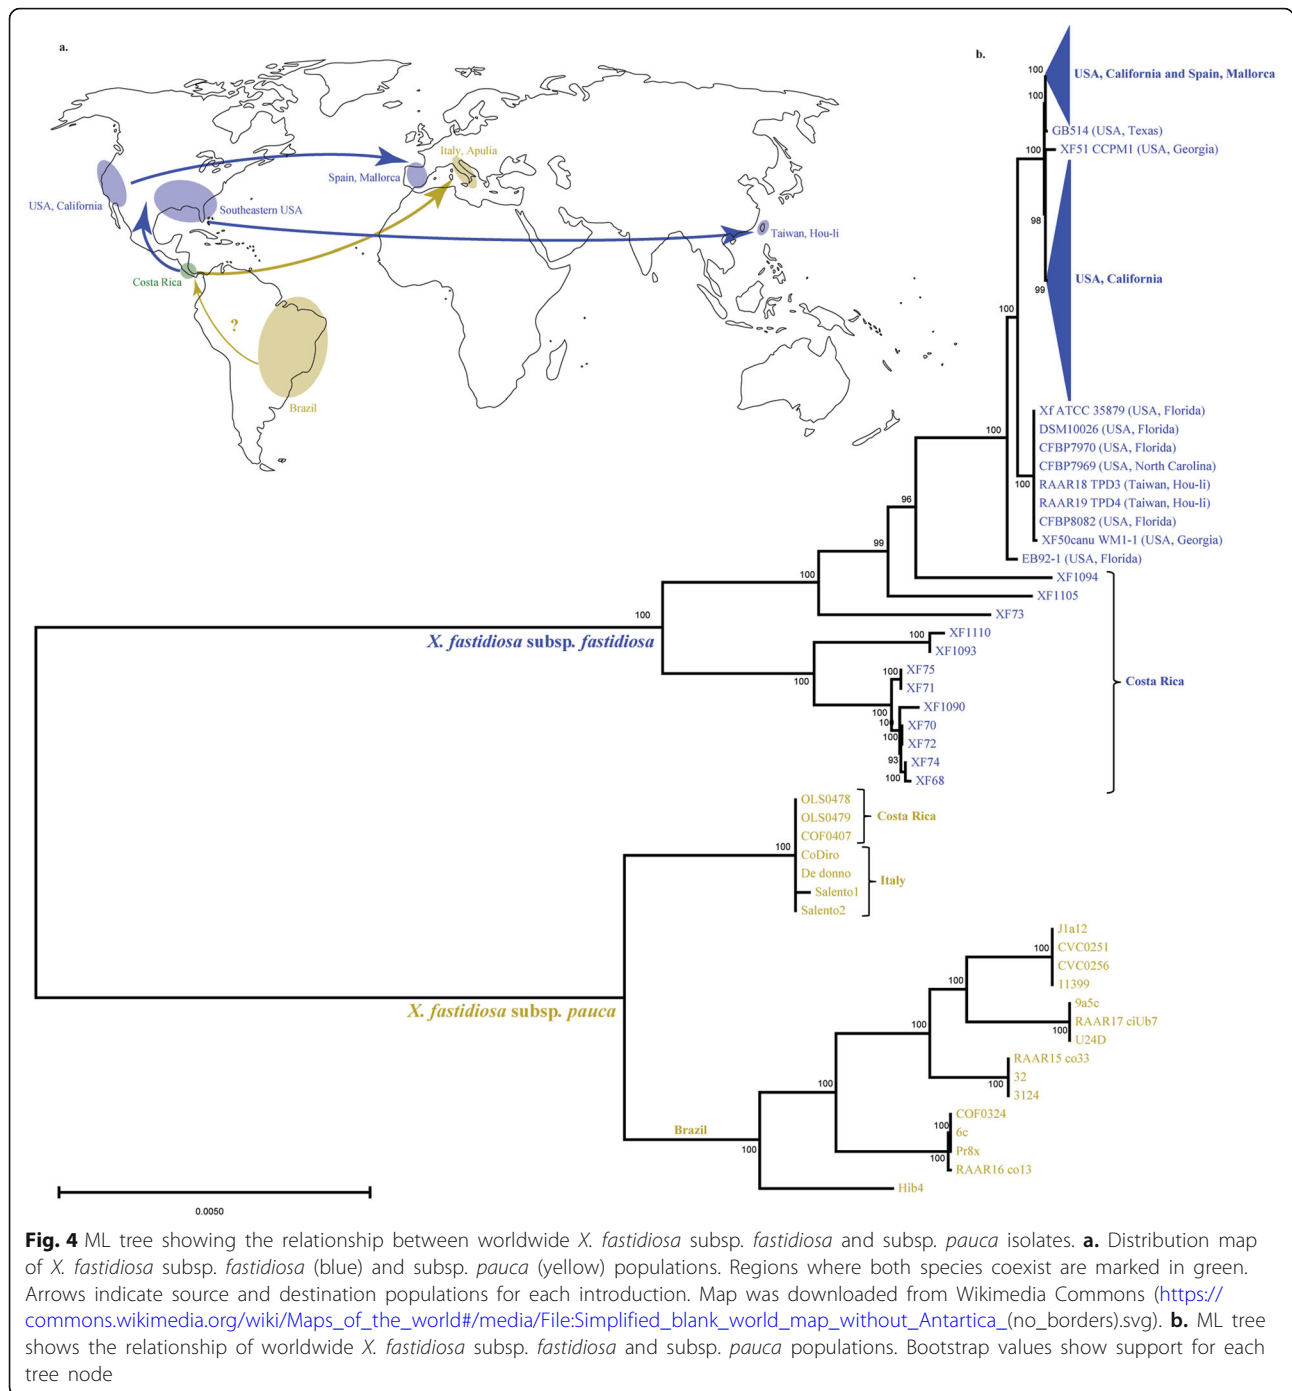 a.
USA, California
Southeastern USA
Spain, Mallorca
Italy, Apulia
Taiwan, Hou-li
Costa Rica
?
Brazil
b.
100
USA, California and Spain, Mallorca
100
GB514 (USA, Texas)
100
XF51 CCPM1 (USA, Georgia)
98
USA, California
99
100
Xf ATCC 35879 (USA, Florida)
DSM10026 (USA, Florida)
100
CFBP7970 (USA, Florida)
CFBP7969 (USA, North Carolina)
100
RAAR18 TPD3 (Taiwan, Hou-li)
96
RAAR19 TPD4 (Taiwan, Hou-li)
CFBP8082 (USA, Florida)
XF50canu WM1-1 (USA, Georgia)
99
EB92-1 (USA, Florida)
100
XF1094
XF1105
100
XF73
X. fastidiosa subsp. fastidiosa
100
XF1110
XF1093
100
100
XF75
XF71
Costa Rica
100
XF1090
100
XF70
100
XF72
93
XF74
100
XF68
OLS0478
OLS0479
Costa Rica
COF0407
100
CoDiro
De donno
Italy
Salento1
Salento2
J1a12
100
CVC0251
CVC0256
100
11399
9a5c
X. fastidiosa subsp. pauca
RAAR17 ciUb7
100
U24D
100
RAAR15 co33
32
100
3124
100
COF0324
100
6c
Brazil
100
Pr8x
100
RAAR16 co13
Hib4
0.0050
Fig. 4 ML tree showing the relationship between worldwide X. fastidiosa subsp. fastidiosa and subsp. pauca isolates. a. Distribution map
of X. fastidiosa subsp. fastidiosa (blue) and subsp. pauca (yellow) populations. Regions where both species coexist are marked in green.
Arrows indicate source and destination populations for each introduction. Map was downloaded from Wikimedia Commons (https://
commons.wikimedia.org/wiki/Maps_of_the_world#/media/File:Simplified_blank_world_map_without_Antartica_(no_borders).svg). b. ML tree
shows the relationship of worldwide X. fastidiosa subsp. fastidiosa and subsp. pauca populations. Bootstrap values show support for each
tree node